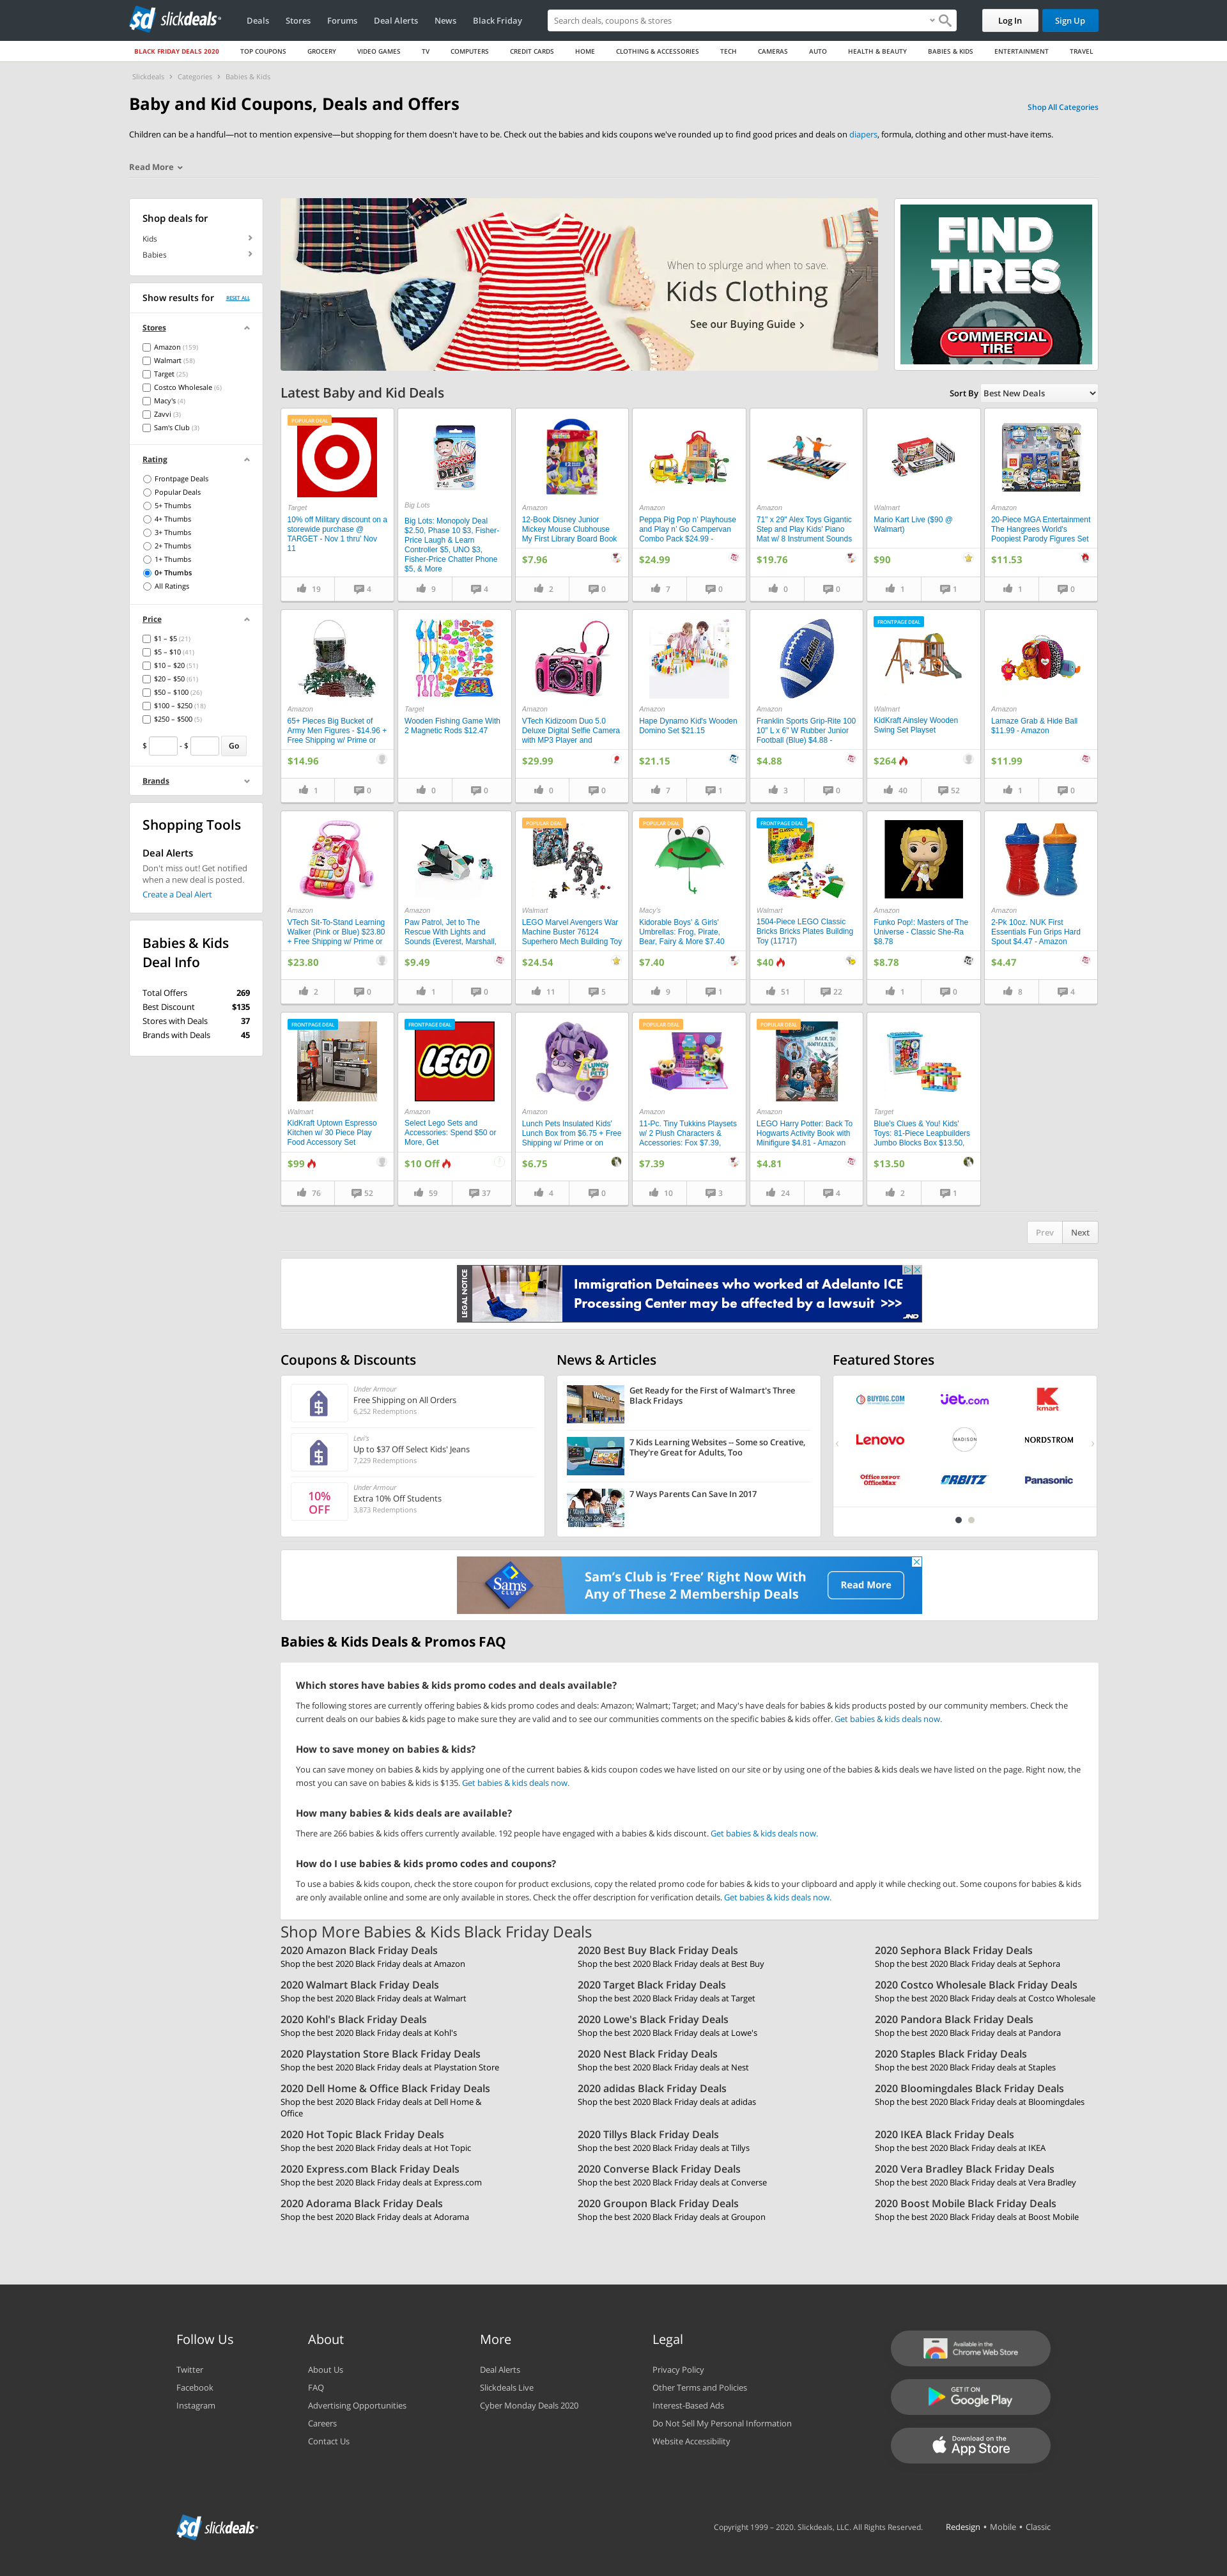 slickdeals
Deals
Stores
Forums
Deal Alerts
News
Black Friday
Search deals, coupons & stores
Log In
Sign Up
BLACK FRIDAY DEALS 2020
TOP COUPONS
GROCERY
VIDEO GAMES
TV
COMPUTERS
CREDIT CARDS
HOME
CLOTHING & ACCESSORIES
TECH
CAMERAS
AUTO
HEALTH & BEAUTY
BABIES & KIDS
ENTERTAINMENT
TRAVEL
Slickdeals › Categories › Babies & Kids
Baby and Kid Coupons, Deals and Offers
Shop All Categories
Children can be a handful—not to mention expensive—but shopping for them doesn't have to be. Check out the babies and kids coupons we've rounded up to find good prices and deals on diapers, formula, clothing and other must-have items.
Read More
Shop deals for
Kids
Babies
Show results for
RESET ALL
Stores
Amazon (159)
Walmart (58)
Target (25)
Costco Wholesale (6)
Macy's (4)
Zavvi (3)
Sam's Club (3)
Rating
Frontpage Deals
Popular Deals
5+ Thumbs
4+ Thumbs
3+ Thumbs
2+ Thumbs
1+ Thumbs
0+ Thumbs
All Ratings
Price
$1 – $5 (21)
$5 – $10 (41)
$10 – $20 (51)
$20 – $50 (61)
$50 – $100 (26)
$100 – $250 (18)
$250 – $500 (5)
$ - $ Go
Brands
Shopping Tools
Deal Alerts
Don't miss out! Get notified
when a new deal is posted.
Create a Deal Alert
Babies & Kids
Deal Info
Total Offers 269
Best Discount $135
Stores with Deals 37
Brands with Deals 45
When to splurge and when to save.
Kids Clothing
See our Buying Guide
FIND
TIRES
COMMERCIAL
TIRE
Latest Baby and Kid Deals
Sort By Best New Deals
POPULAR DEAL
Target
10% off Military discount on a
storewide purchase @
TARGET - Nov 1 thru' Nov
11
19 4
Big Lots
Big Lots: Monopoly Deal
$2.50, Phase 10 $3, Fisher-
Price Laugh & Learn
Controller $5, UNO $3,
Fisher-Price Chatter Phone
$5, & More
9 4
Amazon
12-Book Disney Junior
Mickey Mouse Clubhouse
My First Library Board Book
$7.96
2 0
Amazon
Peppa Pig Pop n' Playhouse
and Play n' Go Campervan
Combo Pack $24.99 -
$24.99
7 0
Amazon
71" x 29" Alex Toys Gigantic
Step and Play Kids' Piano
Mat w/ 8 Instrument Sounds
$19.76
0 0
Walmart
Mario Kart Live ($90 @
Walmart)
$90
1 1
Amazon
20-Piece MGA Entertainment
The Hangrees World's
Poopiest Parody Figures Set
$11.53
1 0
Amazon
65+ Pieces Big Bucket of
Army Men Figures - $14.96 +
Free Shipping w/ Prime or
$14.96
1 0
Target
Wooden Fishing Game With
2 Magnetic Rods $12.47
0 0
Amazon
VTech Kidizoom Duo 5.0
Deluxe Digital Selfie Camera
with MP3 Player and
$29.99
0 0
Amazon
Hape Dynamo Kid's Wooden
Domino Set $21.15
$21.15
7 1
Amazon
Franklin Sports Grip-Rite 100
10" L x 6" W Rubber Junior
Football (Blue) $4.88 -
$4.88
3 0
FRONTPAGE DEAL
Walmart
KidKraft Ainsley Wooden
Swing Set Playset
$264
40 52
Amazon
Lamaze Grab & Hide Ball
$11.99 - Amazon
$11.99
1 0
Amazon
VTech Sit-To-Stand Learning
Walker (Pink or Blue) $23.80
+ Free Shipping w/ Prime or
$23.80
2 0
Amazon
Paw Patrol, Jet to The
Rescue With Lights and
Sounds (Everest, Marshall,
$9.49
1 0
POPULAR DEAL
Walmart
LEGO Marvel Avengers War
Machine Buster 76124
Superhero Mech Building Toy
$24.54
11 5
POPULAR DEAL
Macy's
Kidorable Boys' & Girls'
Umbrellas: Frog, Pirate,
Bear, Fairy & More $7.40
$7.40
9 1
FRONTPAGE DEAL
Walmart
1504-Piece LEGO Classic
Bricks Bricks Plates Building
Toy (11717)
$40
51 22
Amazon
Funko Pop!: Masters of The
Universe - Classic She-Ra
$8.78
$8.78
1 0
Amazon
2-Pk 10oz. NUK First
Essentials Fun Grips Hard
Spout $4.47 - Amazon
$4.47
8 4
FRONTPAGE DEAL
Walmart
KidKraft Uptown Espresso
Kitchen w/ 30 Piece Play
Food Accessory Set
$99
76 52
FRONTPAGE DEAL
LEGO
Amazon
Select Lego Sets and
Accessories: Spend $50 or
More, Get
$10 Off
59 37
Amazon
Lunch Pets Insulated Kids'
Lunch Box from $6.75 + Free
Shipping w/ Prime or on
$6.75
4 0
POPULAR DEAL
Amazon
11-Pc. Tiny Tukkins Playsets
w/ 2 Plush Characters &
Accessories: Fox $7.39,
$7.39
10 3
POPULAR DEAL
Amazon
LEGO Harry Potter: Back To
Hogwarts Activity Book with
Minifigure $4.81 - Amazon
$4.81
24 4
Target
Blue's Clues & You! Kids'
Toys: 81-Piece Leapbuilders
Jumbo Blocks Box $13.50,
$13.50
2 1
Prev Next
LEGAL NOTICE
Immigration Detainees who worked at Adelanto ICE
Processing Center may be affected by a lawsuit >>>
JND
Coupons & Discounts
Under Armour
Free Shipping on All Orders
6,252 Redemptions
Levi's
Up to $37 Off Select Kids' Jeans
7,229 Redemptions
10%
OFF
Under Armour
Extra 10% Off Students
3,873 Redemptions
News & Articles
Get Ready for the First of Walmart's Three
Black Fridays
7 Kids Learning Websites -- Some so Creative,
They're Great for Adults, Too
7 Ways Parents Can Save In 2017
Featured Stores
BUYDIG.COM
jet.com
kmart
Lenovo
MADISON
NORDSTROM
Office DEPOT
OfficeMax
ORBITZ
Panasonic
Sam's
CLUB
Sam's Club is 'Free' Right Now With
Any of These 2 Membership Deals
Read More
Babies & Kids Deals & Promos FAQ
Which stores have babies & kids promo codes and deals available?
The following stores are currently offering babies & kids promo codes and deals: Amazon; Walmart; Target; and Macy's have deals for babies & kids products posted by our community members. Check the
current deals on our babies & kids page to make sure they are valid and to see our communities comments on the specific babies & kids offer. Get babies & kids deals now.
How to save money on babies & kids?
You can save money on babies & kids by applying one of the current babies & kids coupon codes we have listed on our site or by using one of the babies & kids deals we have listed on the page. Right now, the
most you can save on babies & kids is $135. Get babies & kids deals now.
How many babies & kids deals are available?
There are 266 babies & kids offers currently available. 192 people have engaged with a babies & kids discount. Get babies & kids deals now.
How do I use babies & kids promo codes and coupons?
To use a babies & kids coupon, check the store coupon for product exclusions, copy the related promo code for babies & kids to your clipboard and apply it while checking out. Some coupons for babies & kids
are only available online and some are only available in stores. Check the offer description for verification details. Get babies & kids deals now.
Shop More Babies & Kids Black Friday Deals
2020 Amazon Black Friday Deals
Shop the best 2020 Black Friday deals at Amazon
2020 Best Buy Black Friday Deals
Shop the best 2020 Black Friday deals at Best Buy
2020 Sephora Black Friday Deals
Shop the best 2020 Black Friday deals at Sephora
2020 Walmart Black Friday Deals
Shop the best 2020 Black Friday deals at Walmart
2020 Target Black Friday Deals
Shop the best 2020 Black Friday deals at Target
2020 Costco Wholesale Black Friday Deals
Shop the best 2020 Black Friday deals at Costco Wholesale
2020 Kohl's Black Friday Deals
Shop the best 2020 Black Friday deals at Kohl's
2020 Lowe's Black Friday Deals
Shop the best 2020 Black Friday deals at Lowe's
2020 Pandora Black Friday Deals
Shop the best 2020 Black Friday deals at Pandora
2020 Playstation Store Black Friday Deals
Shop the best 2020 Black Friday deals at Playstation Store
2020 Nest Black Friday Deals
Shop the best 2020 Black Friday deals at Nest
2020 Staples Black Friday Deals
Shop the best 2020 Black Friday deals at Staples
2020 Dell Home & Office Black Friday Deals
Shop the best 2020 Black Friday deals at Dell Home &
Office
2020 adidas Black Friday Deals
Shop the best 2020 Black Friday deals at adidas
2020 Bloomingdales Black Friday Deals
Shop the best 2020 Black Friday deals at Bloomingdales
2020 Hot Topic Black Friday Deals
Shop the best 2020 Black Friday deals at Hot Topic
2020 Tillys Black Friday Deals
Shop the best 2020 Black Friday deals at Tillys
2020 IKEA Black Friday Deals
Shop the best 2020 Black Friday deals at IKEA
2020 Express.com Black Friday Deals
Shop the best 2020 Black Friday deals at Express.com
2020 Converse Black Friday Deals
Shop the best 2020 Black Friday deals at Converse
2020 Vera Bradley Black Friday Deals
Shop the best 2020 Black Friday deals at Vera Bradley
2020 Adorama Black Friday Deals
Shop the best 2020 Black Friday deals at Adorama
2020 Groupon Black Friday Deals
Shop the best 2020 Black Friday deals at Groupon
2020 Boost Mobile Black Friday Deals
Shop the best 2020 Black Friday deals at Boost Mobile
Follow Us
Twitter
Facebook
Instagram
About
About Us
FAQ
Advertising Opportunities
Careers
Contact Us
More
Deal Alerts
Slickdeals Live
Cyber Monday Deals 2020
Legal
Privacy Policy
Other Terms and Policies
Interest-Based Ads
Do Not Sell My Personal Information
Website Accessibility
Available in the
Chrome Web Store
GET IT ON
Google Play
Download on the
App Store
slickdeals
Copyright 1999 – 2020. Slickdeals, LLC. All Rights Reserved.
Redesign • Mobile • Classic